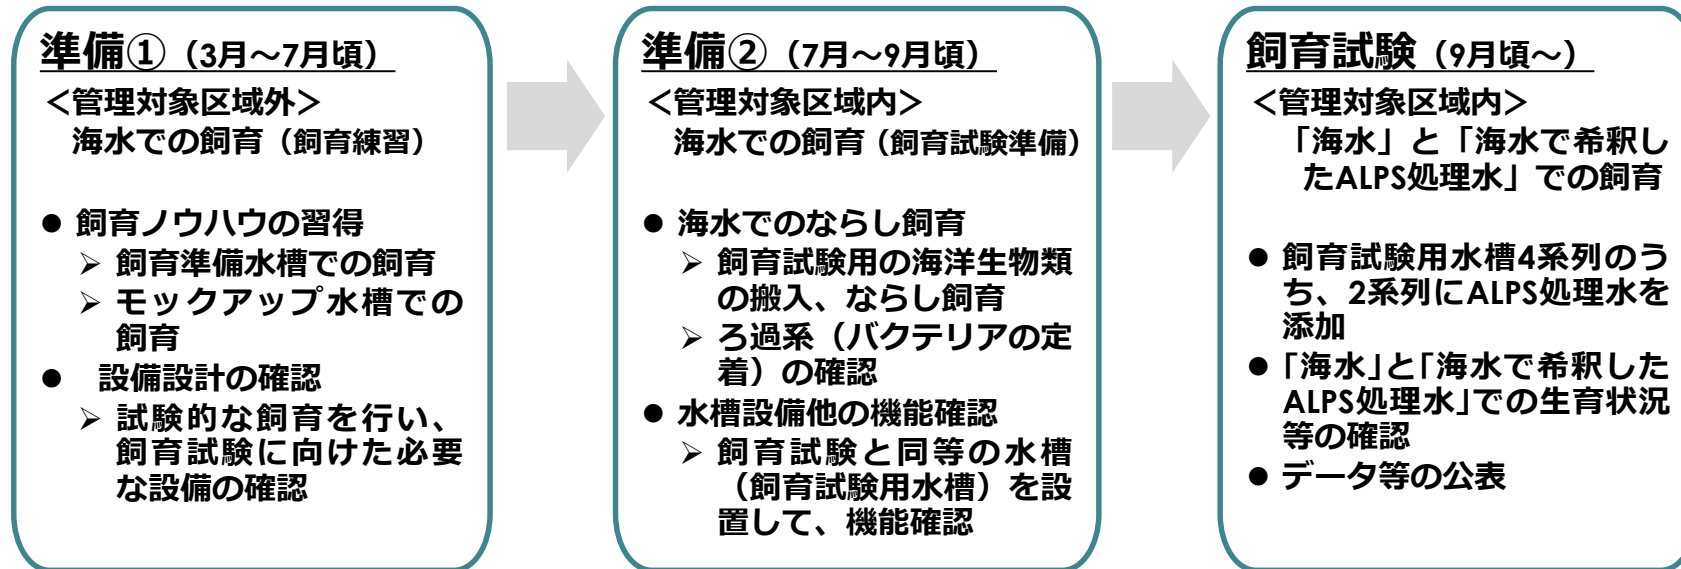 準備①（3月～7月頃）
＜管理対象区域外＞
海水での飼育（飼育練習）
● 飼育ノウハウの習得
➢ 飼育準備水槽での飼育
➢ モックアップ水槽での
飼育
● 設備設計の確認
➢ 試験的な飼育を行い、
飼育試験に向けた必要
な設備の確認
準備②（7月～9月頃）
＜管理対象区域内＞
海水での飼育（飼育試験準備）
● 海水でのならし飼育
➢ 飼育試験用の海洋生物類
の搬入、ならし飼育
➢ ろ過系（バクテリアの定
着）の確認
● 水槽設備他の機能確認
➢ 飼育試験と同等の水槽
（飼育試験用水槽）を設
置して、機能確認
飼育試験（9月頃～）
＜管理対象区域内＞
「海水」と「海水で希釈し
たALPS処理水」での飼育
● 飼育試験用水槽4系列のう
ち、2系列にALPS処理水を
添加
● 「海水」と「海水で希釈した
ALPS処理水」での生育状況
等の確認
● データ等の公表